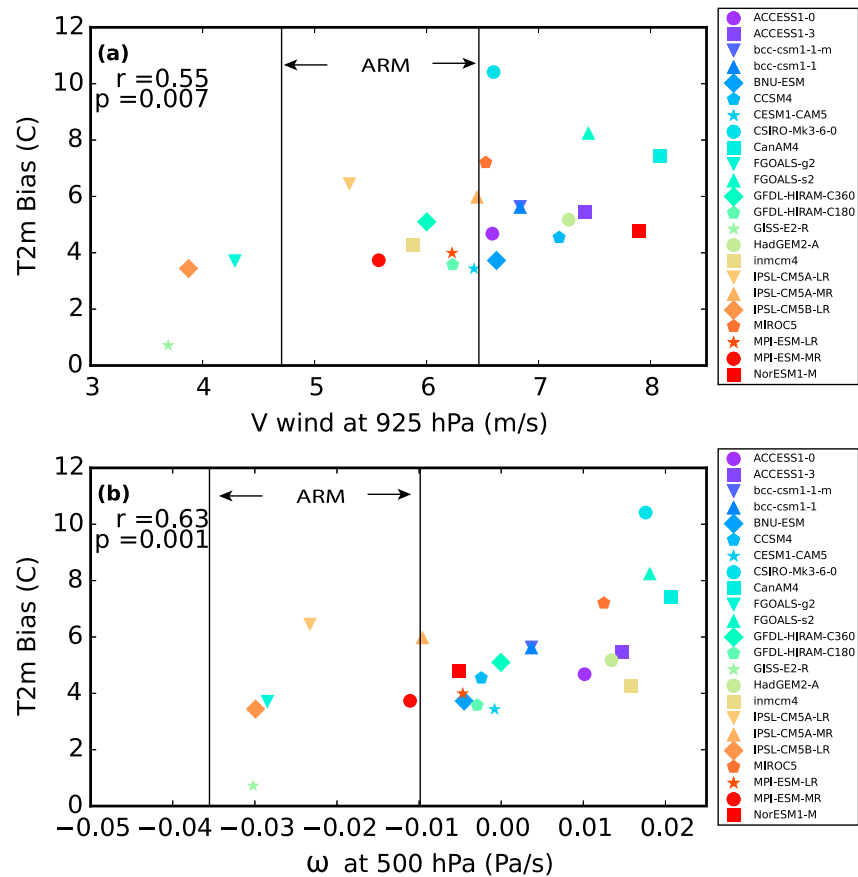 (a)
r =0.55
p =0.007
ARM
T2m Bias (C)
12
10
8
6
4
2
0
3 4 5 6 7 8
V wind at 925 hPa (m/s)
ACCESS1-0
ACCESS1-3
bcc-csm1-1-m
bcc-csm1-1
BNU-ESM
CCSM4
CESM1-CAM5
CSIRO-Mk3-6-0
CanAM4
FGOALS-g2
FGOALS-s2
GFDL-HIRAM-C360
GFDL-HIRAM-C180
GISS-E2-R
HadGEM2-A
inmcm4
IPSL-CM5A-LR
IPSL-CM5A-MR
IPSL-CM5B-LR
MIROC5
MPI-ESM-LR
MPI-ESM-MR
NorESM1-M
(b)
r =0.63
p =0.001
ARM
T2m Bias (C)
12
10
8
6
4
2
0
−0.05 −0.04 −0.03 −0.02 −0.01 0.00 0.01 0.02
ω at 500 hPa (Pa/s)
ACCESS1-0
ACCESS1-3
bcc-csm1-1-m
bcc-csm1-1
BNU-ESM
CCSM4
CESM1-CAM5
CSIRO-Mk3-6-0
CanAM4
FGOALS-g2
FGOALS-s2
GFDL-HIRAM-C360
GFDL-HIRAM-C180
GISS-E2-R
HadGEM2-A
inmcm4
IPSL-CM5A-LR
IPSL-CM5A-MR
IPSL-CM5B-LR
MIROC5
MPI-ESM-LR
MPI-ESM-MR
NorESM1-M